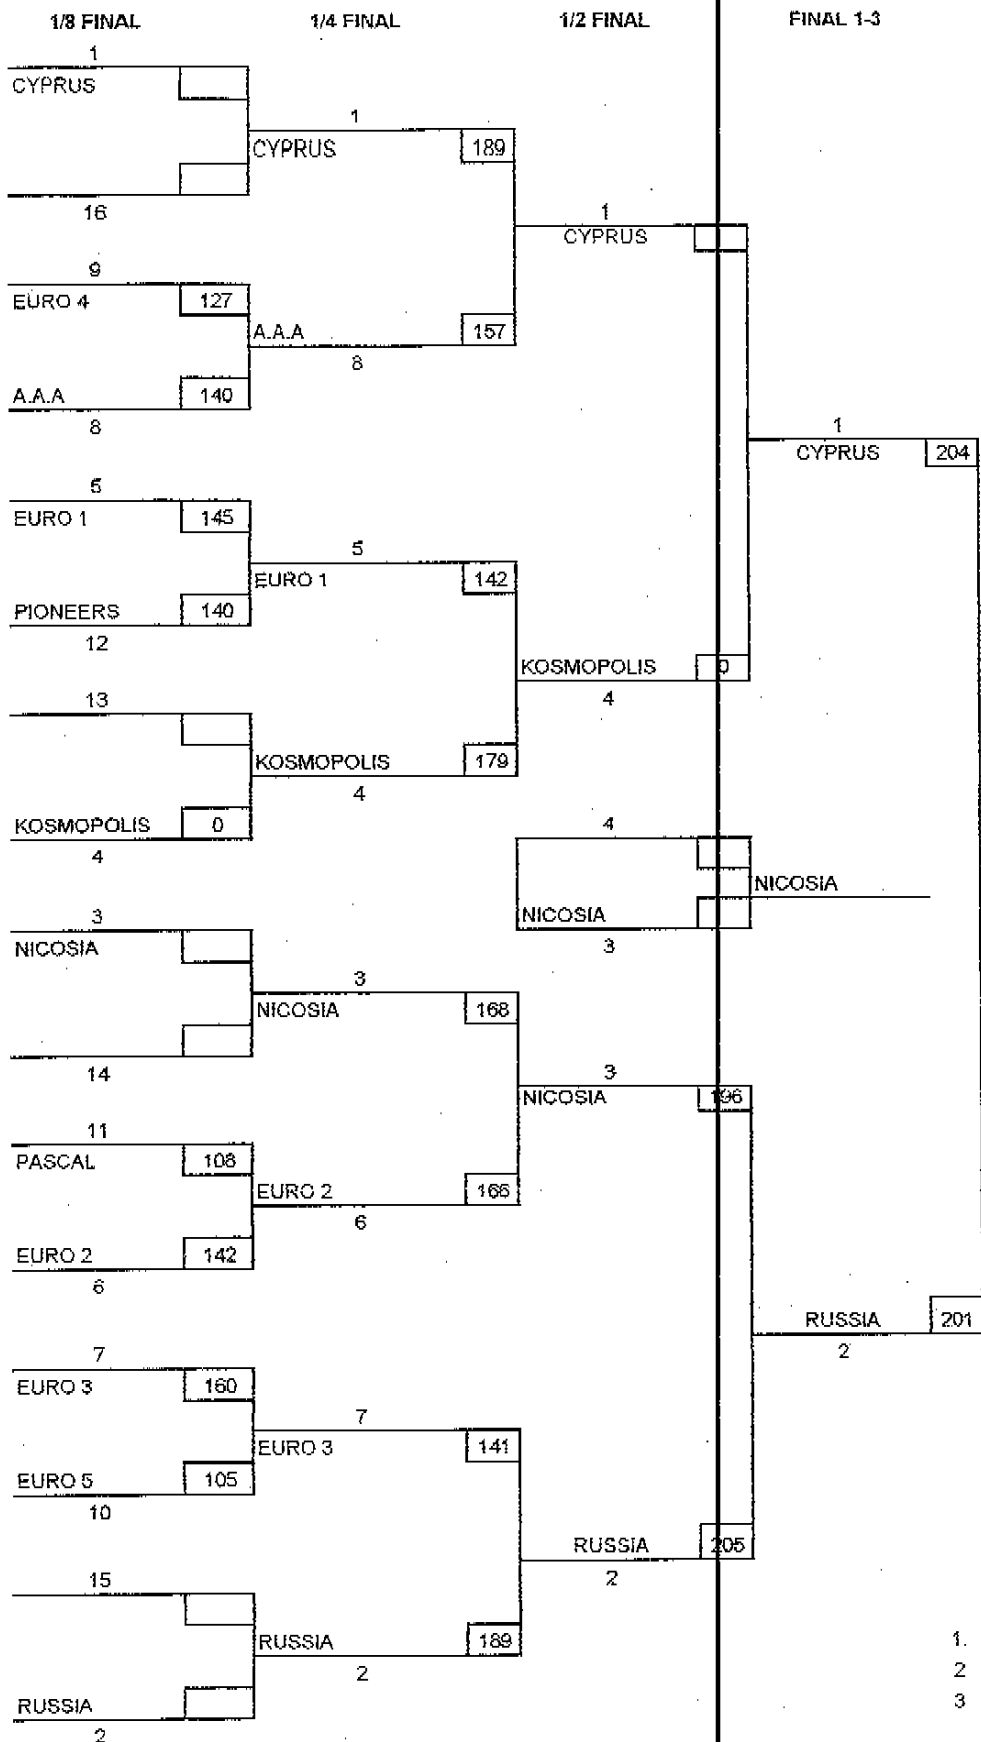 1/8 FINAL 1/4 FINAL 1/2 FINAL FINAL 1-3
1
CYPRUS
16
9
EURO 4 127
A.A.A 140
8
5
EURO 1 145
PIONEERS 140
12
13
KOSMOPOLIS 0
4
3
NICOSIA
14
11
PASCAL 108
EURO 2 142
6
7
EURO 3 160
EURO 5 105
10
15
RUSSIA
2
1
CYPRUS 189
A.A.A 157
8
5
EURO 1 142
KOSMOPOLIS 179
4
3
NICOSIA 168
EURO 2 166
6
7
EURO 3 141
RUSSIA 189
2
1
CYPRUS
KOSMOPOLIS 0
4
4
NICOSIA
3
3
NICOSIA 196
RUSSIA 205
2
1
CYPRUS 204
NICOSIA
RUSSIA 201
2
1.
2
3